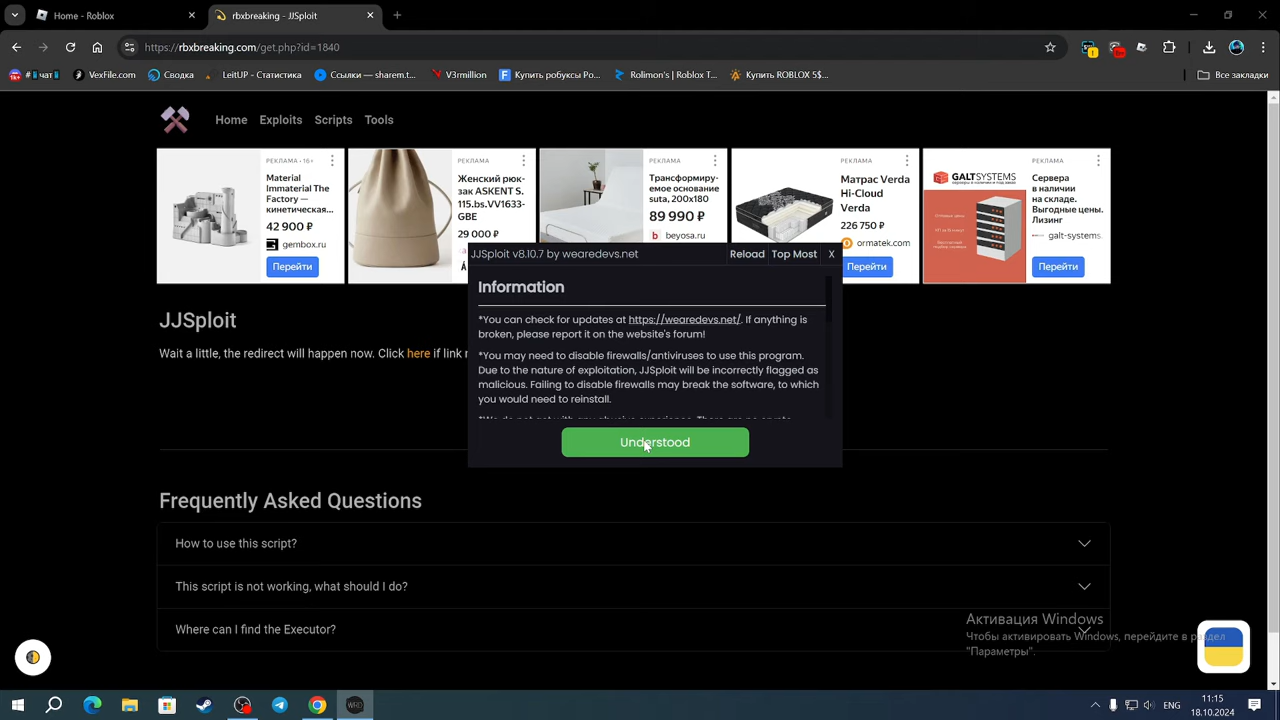 Home - Roblox
rbxbreaking - JJSploit
https://rbxbreaking.com/get.php?id=1840
Vexfile.com
Сводка
LeitUP - Статистика
Ссылки — sharem.t...
V3rmillion
Купить робуксы Ро...
Rolimon's | Roblox T...
Купить ROBLOX 5$...
Все закладки
Home
Exploits
Scripts
Tools
РЕКЛАМА • 16+
Material
Immaterial The
Factory —
кинетическая...
42 900 ₽
gembox.ru
Перейти
РЕКЛАМА
Женский рюк-
зак ASKENT S.
115.bs.VV1633-
GBE
29 000 ₽
РЕКЛАМА
Трансформиру-
емое основание
suta, 200x180
89 990 ₽
beyosa.ru
РЕКЛАМА
Матрас Verda
Hi-Cloud
Verda
226 750 ₽
ormatek.com
Перейти
GALTSYSTEMS
РЕКЛАМА
Сервера
в наличии
на складе.
Выгодные цены.
Лизинг
galt-systems.
Перейти
JJSploit v8.10.7 by wearedevs.net
Reload
Top Most
X
Information
*You can check for updates at https://wearedevs.net/. If anything is
broken, please report it on the website's forum!
*You may need to disable firewalls/antiviruses to use this program.
Due to the nature of exploitation, JJSploit will be incorrectly flagged as
malicious. Failing to disable firewalls may break the software, to which
you would need to reinstall.
Understood
JJSploit
Wait a little, the redirect will happen now. Click here if link
Frequently Asked Questions
How to use this script?
This script is not working, what should I do?
Where can I find the Executor?
Активация Windows
Чтобы активировать Windows, перейдите в раздел
"Параметры".
WRD
ENG
11:15
18.10.2024